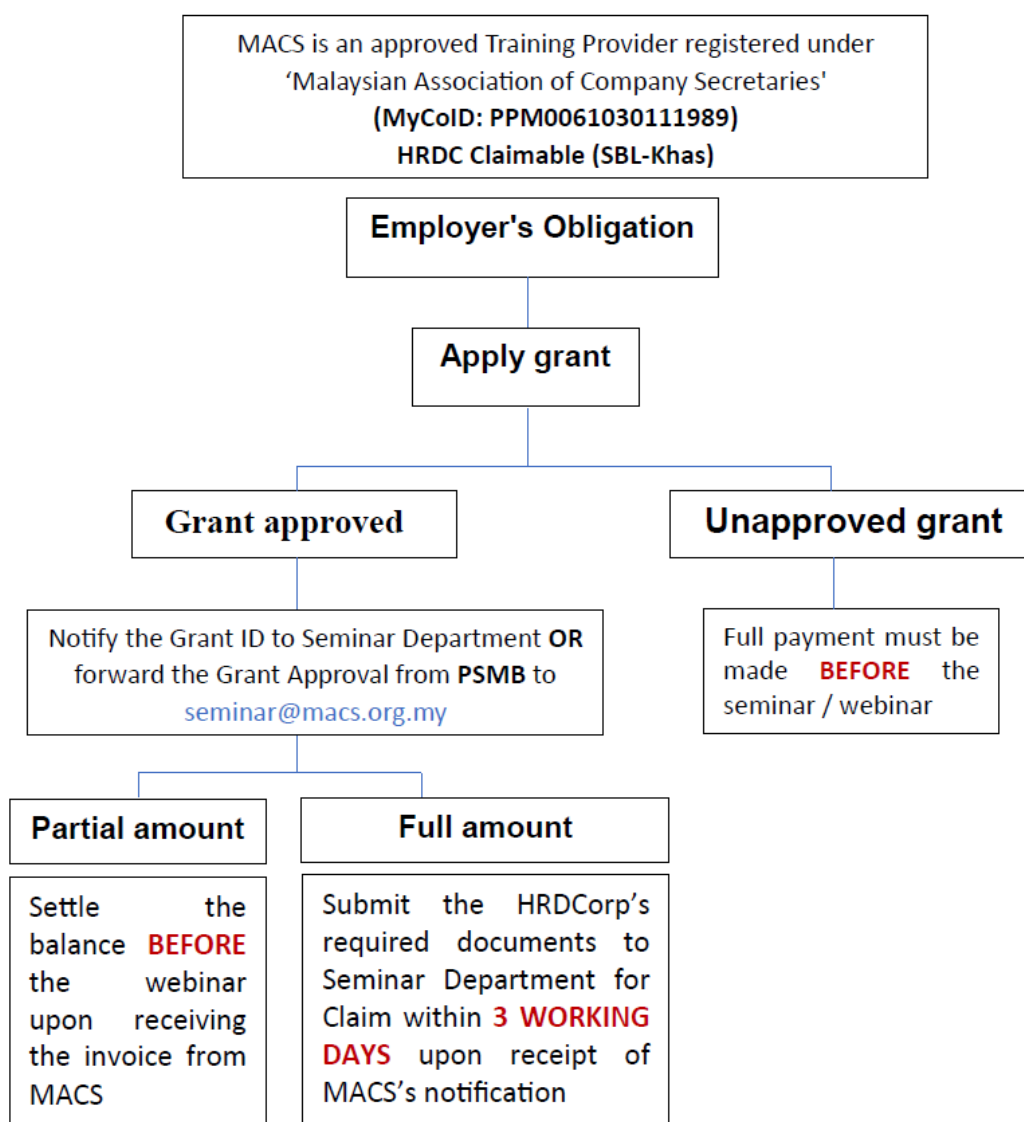 MACS is an approved Training Provider registered under
‘Malaysian Association of Company Secretaries'
(MyCoID: PPM0061030111989)
HRDC Claimable (SBL-Khas)
Employer's Obligation
Apply grant
Grant approved
Unapproved grant
Notify the Grant ID to Seminar Department OR
forward the Grant Approval from PSMB to
seminar@macs.org.my
Full payment must be
made BEFORE the
seminar / webinar
Partial amount
Full amount
Settle the
balance BEFORE
the webinar
upon receiving
the invoice from
MACS
Submit the HRDCorp’s
required documents to
Seminar Department for
Claim within 3 WORKING
DAYS upon receipt of
MACS’s notification